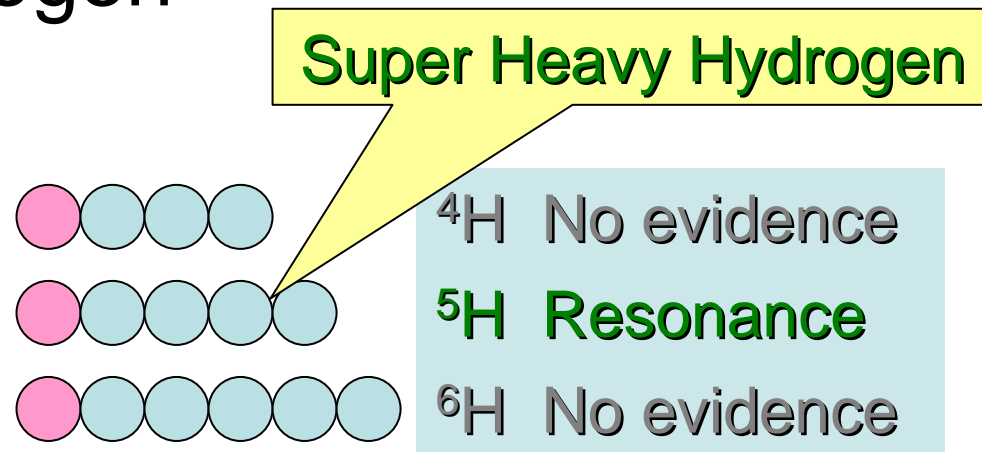 ogen
Super Heavy Hydrogen
⁴H No evidence
⁵H Resonance
⁶H No evidence